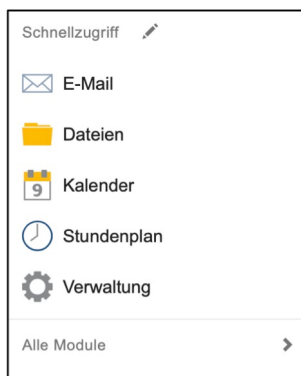 Schnellzugriff
E-Mail
Dateien
9 Kalender
Stundenplan
Verwaltung
Alle Module